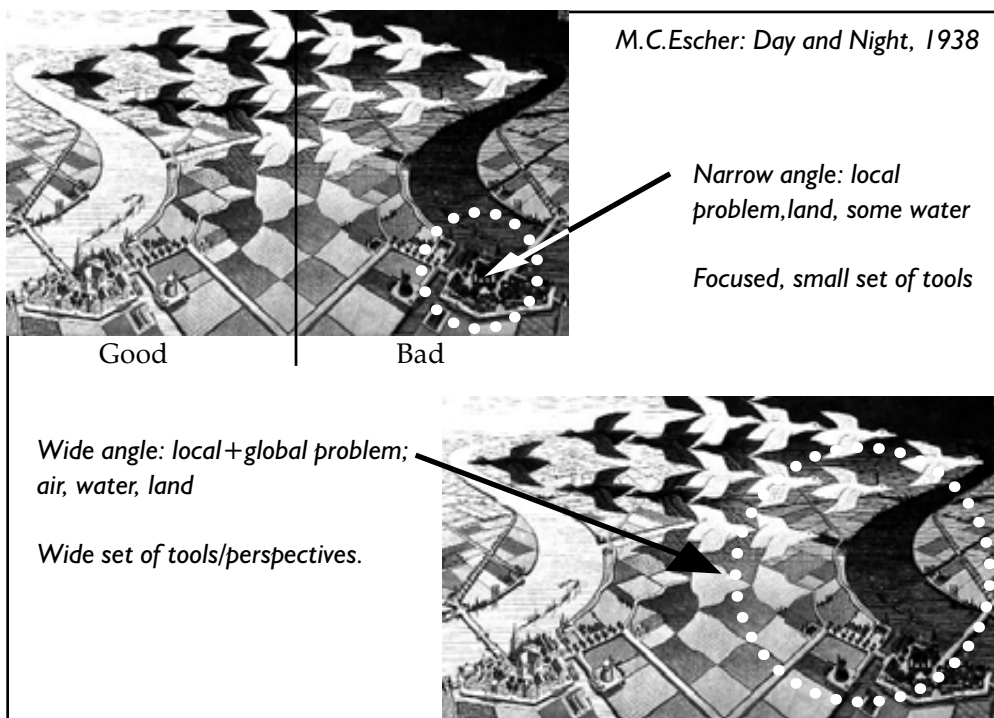 M.C.Escher: Day and Night, 1938
Narrow angle: local
problem,land, some water
Focused, small set of tools
Good
Bad
Wide angle: local+global problem;
air, water, land
Wide set of tools/perspectives.